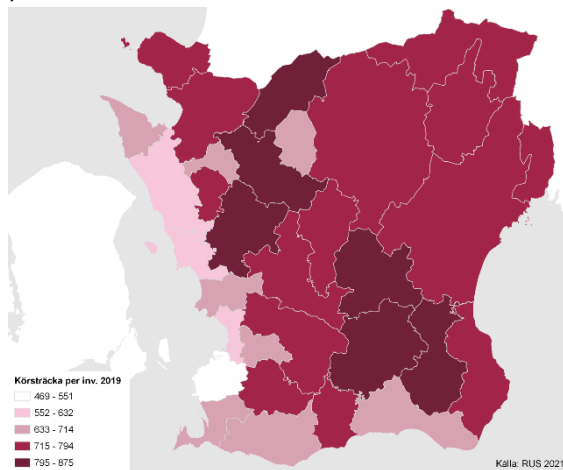 Körsträcka per inv. 2019
469 - 551
552 - 632
633 - 714
715 - 794
795 - 875
Källa: RUS 2021